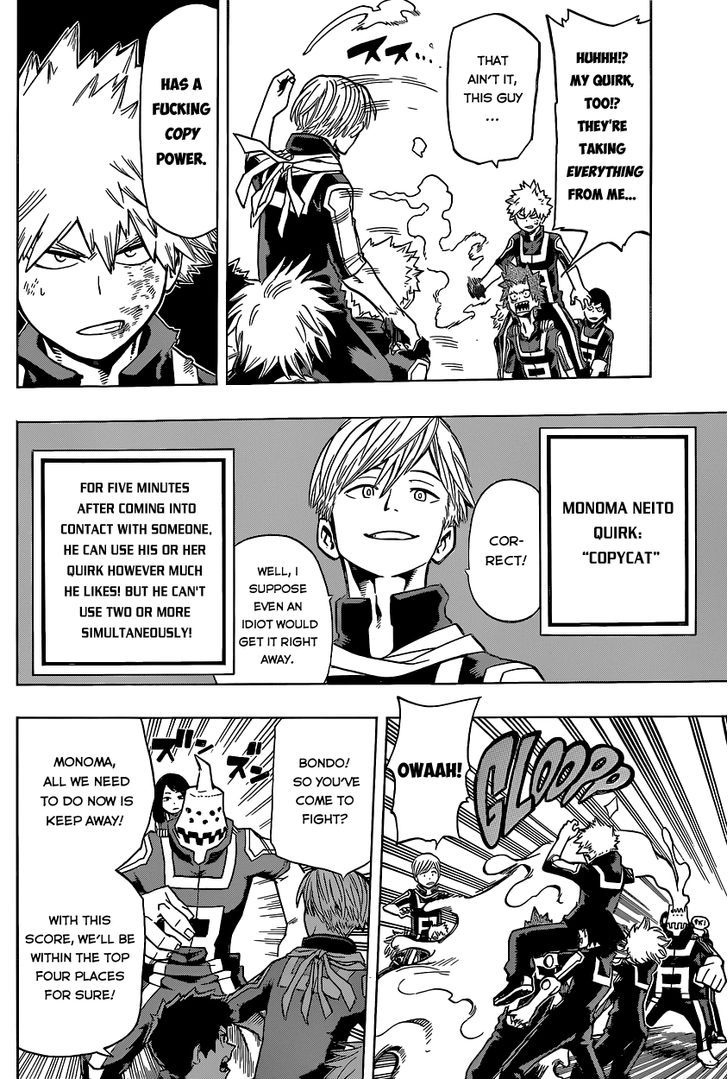 HUHHH!?
MY QUIRK,
TOO!?
THEY'RE
TAKING
EVERYTHING
FROM ME...
THAT
AIN'T IT,
THIS GUY
...
ズズ...
HAS A
FUCKING
COPY
POWER.
MONOMA NEITO
QUIRK:
"COPYCAT"
COR-
RECT!
WELL, I
SUPPOSE
EVEN AN
IDIOT WOULD
GET IT RIGHT
AWAY.
FOR FIVE MINUTES
AFTER COMING INTO
CONTACT WITH SOMEONE,
HE CAN USE HIS OR HER
QUIRK HOWEVER MUCH
HE LIKES! BUT HE CAN'T
USE TWO OR MORE
SIMULTANEOUSLY!
OWAAH!
GLOOPP
BONDO!
SO YOU'VE
COME TO
FIGHT?
ズン
ズン
MONOMA,
ALL WE NEED
TO DO NOW IS
KEEP AWAY!
WITH THIS
SCORE, WE'LL BE
WITHIN THE TOP
FOUR PLACES
FOR SURE!